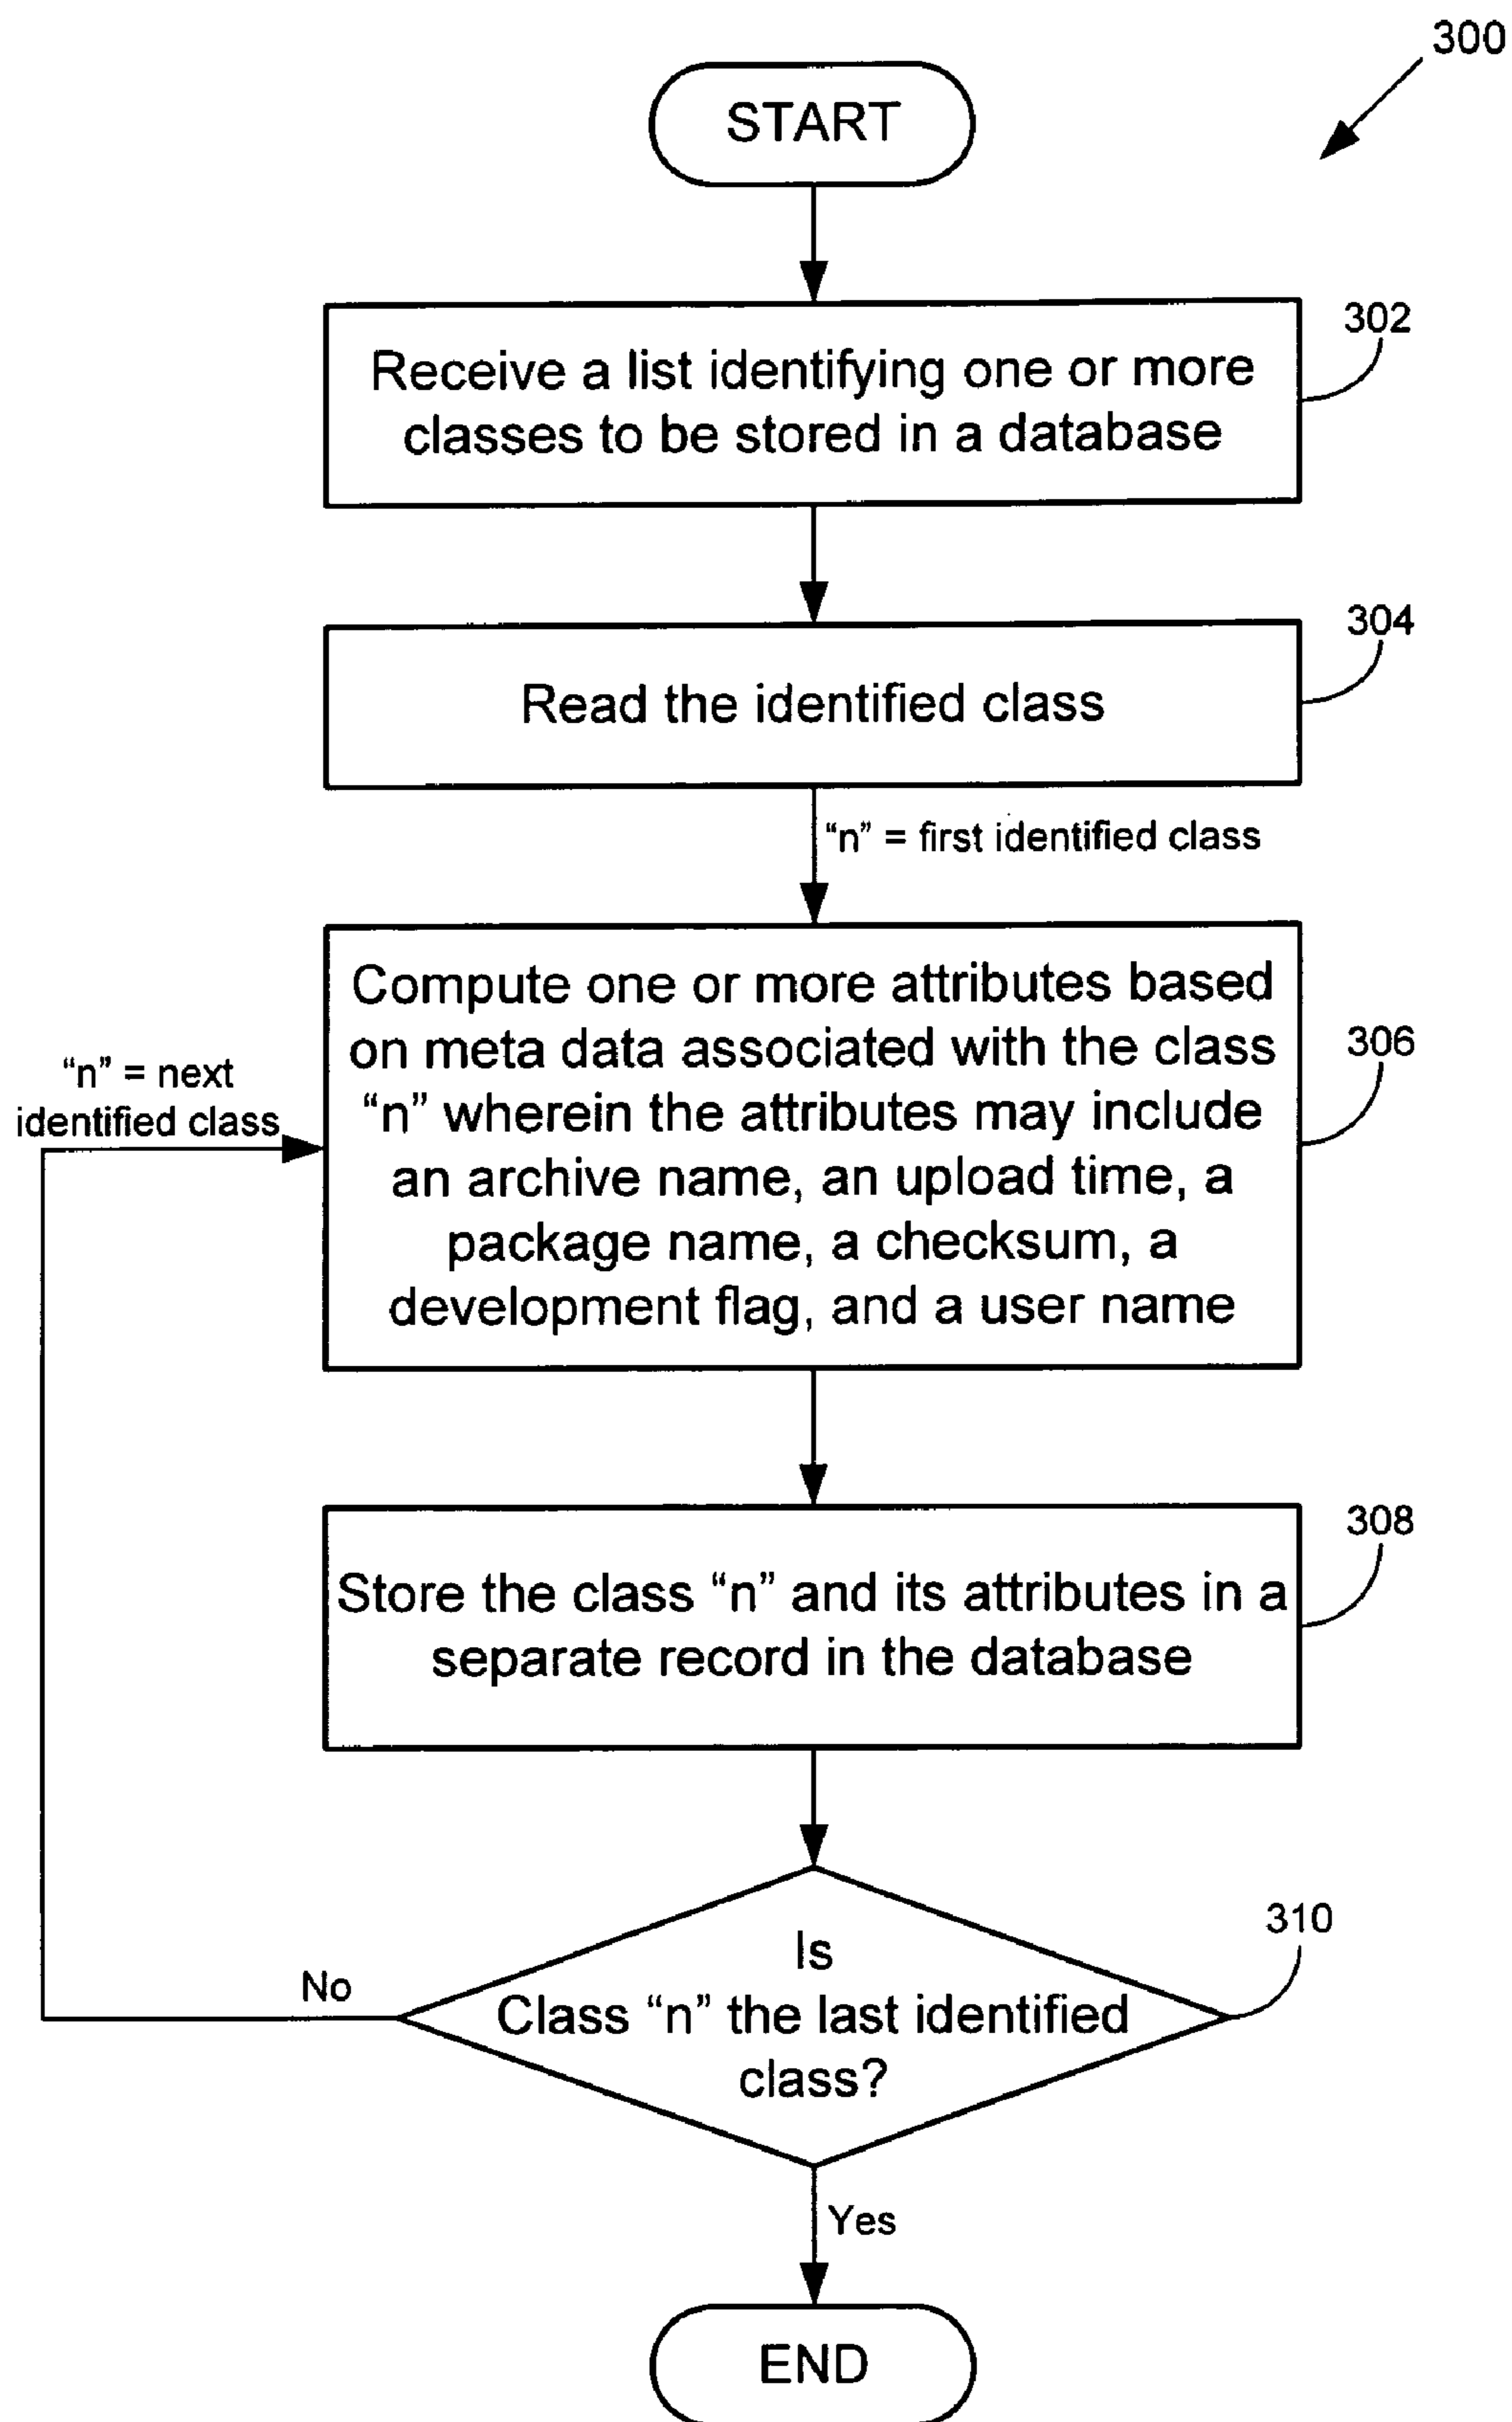 300
START
302
Receive a list identifying one or more
classes to be stored in a database
304
Read the identified class
“n” = first identified class
306
Compute one or more attributes based
on meta data associated with the class
“n” wherein the attributes may include
an archive name, an upload time, a
package name, a checksum, a
development flag, and a user name
“n” = next
identified class
308
Store the class “n” and its attributes in a
separate record in the database
310
Is
Class “n” the last identified
class?
No
Yes
END